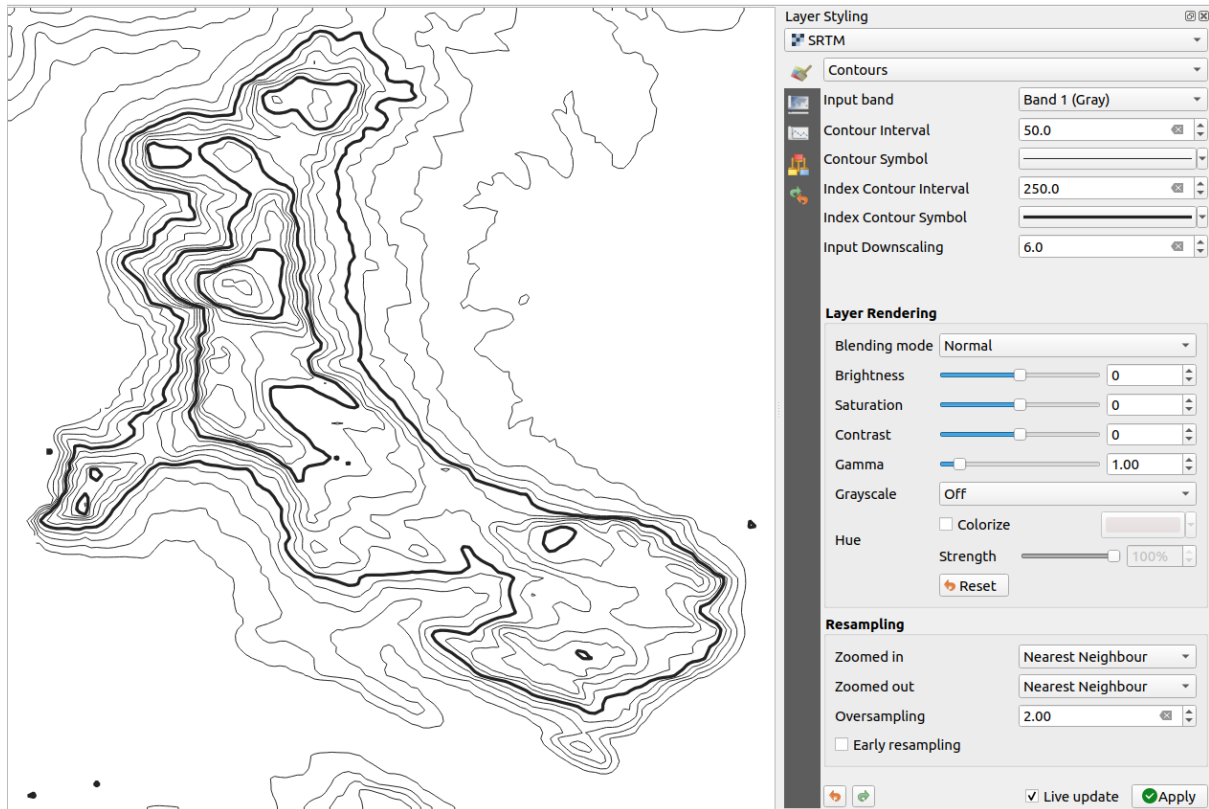 Layer Styling
SRTM
Contours
Input band Band 1 (Gray)
Contour Interval 50.0
Contour Symbol
Index Contour Interval 250.0
Index Contour Symbol
Input Downscaling 6.0
Layer Rendering
Blending mode Normal
Brightness 0
Saturation 0
Contrast 0
Gamma 1.00
Grayscale Off
Hue
Colorize
Strength 100%
Reset
Resampling
Zoomed in Nearest Neighbour
Zoomed out Nearest Neighbour
Oversampling 2.00
Early resampling
Live update Apply